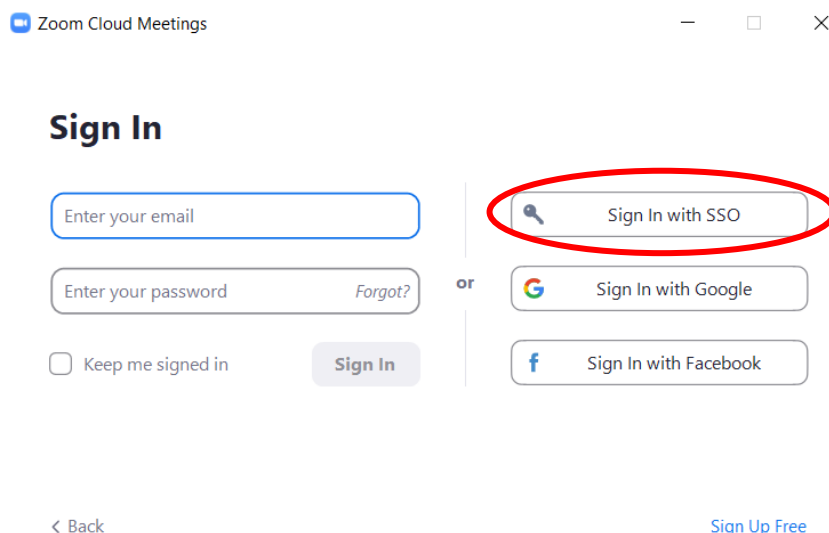 Zoom Cloud Meetings
Sign In
Enter your email
Enter your password
Forgot?
Keep me signed in
Sign In
or
Sign In with SSO
Sign In with Google
Sign In with Facebook
Back
Sign Up Free